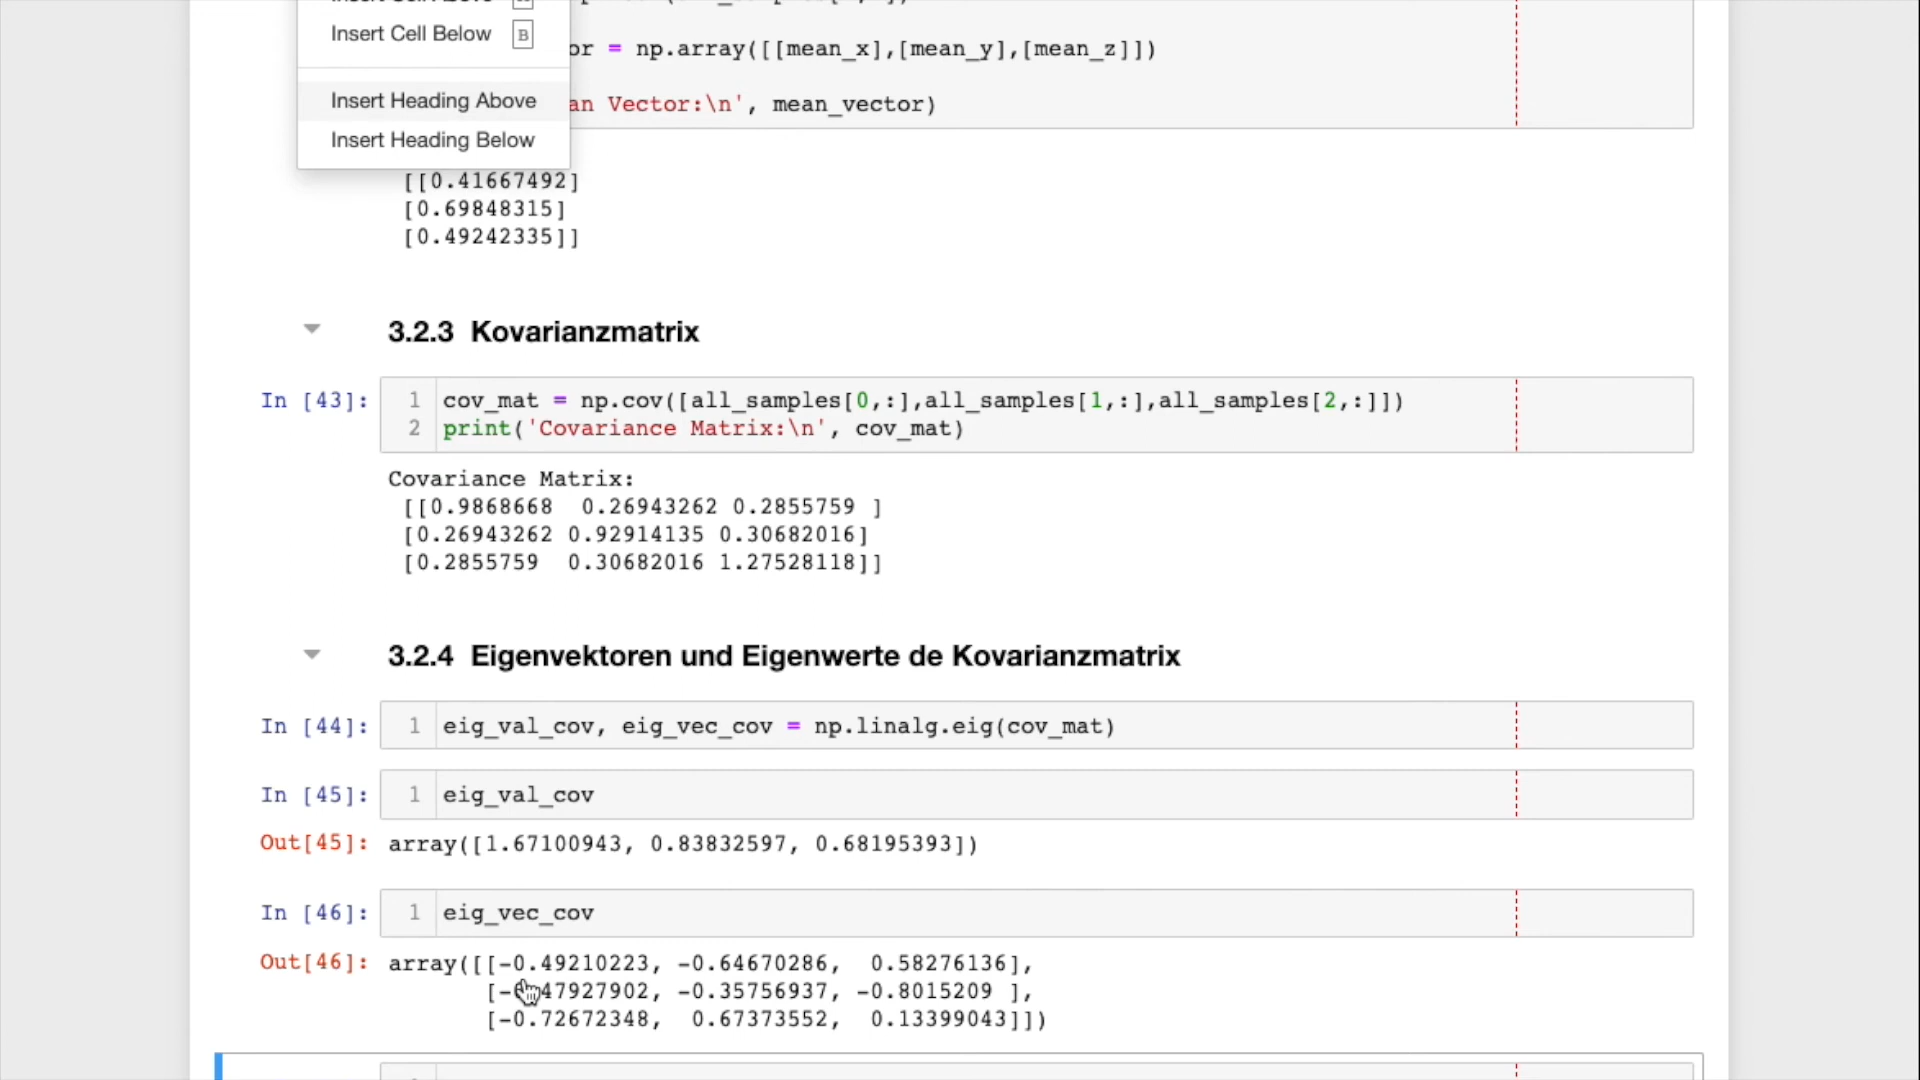 Insert Cell Below B
or = np.array([[mean_x],[mean_y],[mean_z]])
Insert Heading Above
an Vector:\n', mean_vector)
Insert Heading Below
[[0.41667492]
[0.69848315]
[0.49242335]]
3.2.3 Kovarianzmatrix
In [43]: 1 cov_mat = np.cov([all_samples[0,:],all_samples[1,:],all_samples[2,:]])
2 print('Covariance Matrix:\n', cov_mat)
Covariance Matrix:
[[0.9868668  0.26943262 0.2855759 ]
[0.26943262 0.92914135 0.30682016]
[0.2855759  0.30682016 1.27528118]]
3.2.4 Eigenvektoren und Eigenwerte de Kovarianzmatrix
In [44]: 1 eig_val_cov, eig_vec_cov = np.linalg.eig(cov_mat)
In [45]: 1 eig_val_cov
Out[45]: array([1.67100943, 0.83832597, 0.68195393])
In [46]: 1 eig_vec_cov
Out[46]: array([[-0.49210223, -0.64670286,  0.58276136],
[-0.47927902, -0.35756937, -0.8015209 ],
[-0.72672348,  0.67373552,  0.13399043]])